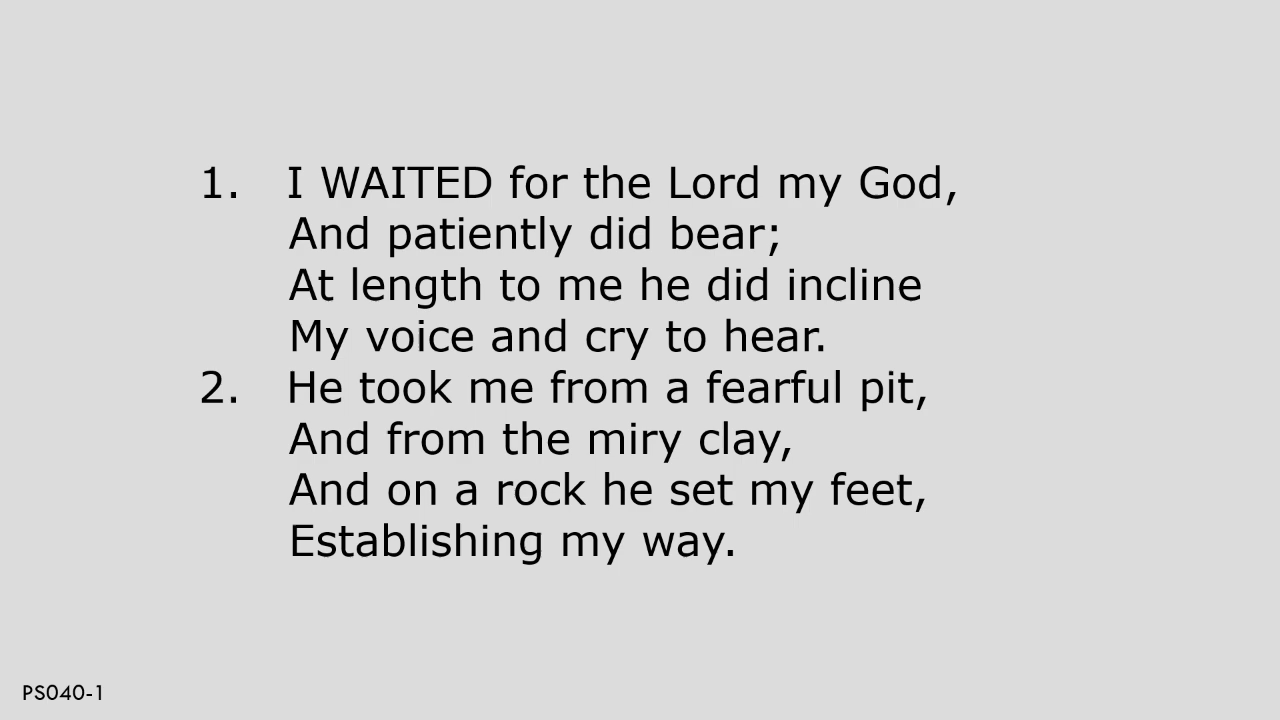 1. I WAITED for the Lord my God,
And patiently did bear;
At length to me he did incline
My voice and cry to hear.
2. He took me from a fearful pit,
And from the miry clay,
And on a rock he set my feet,
Establishing my way.
PS040-1